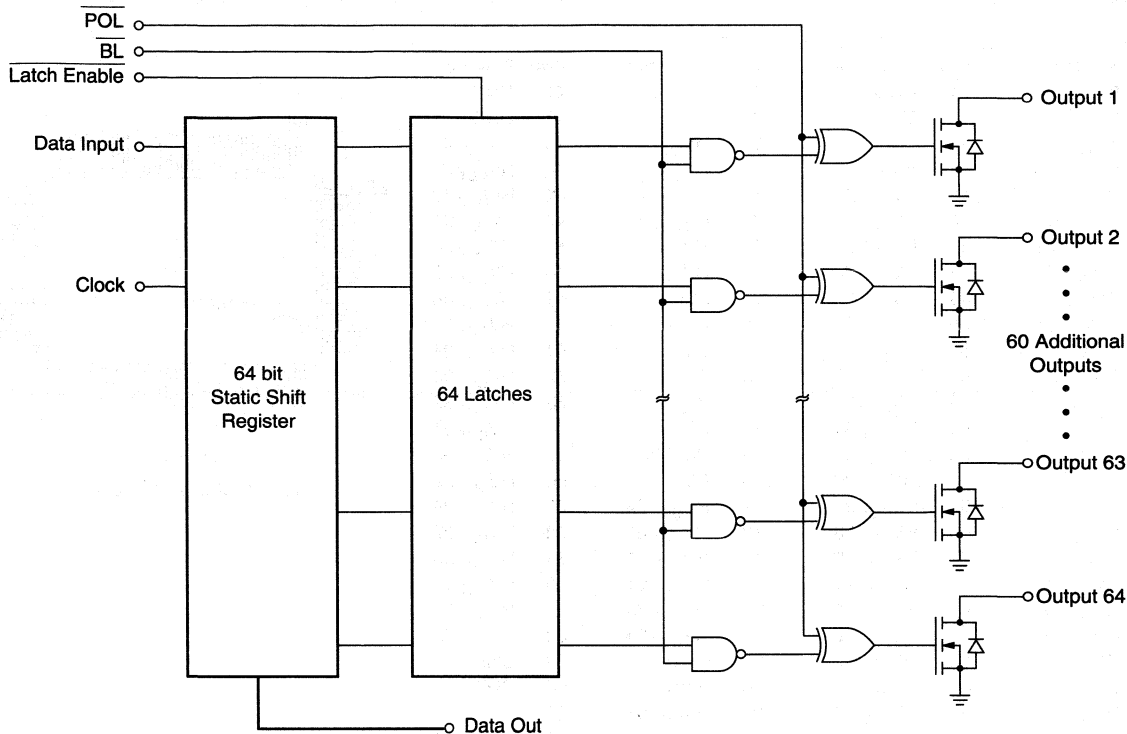 POL
BL
Latch Enable
Data Input
Clock
64 bit
Static Shift
Register
64 Latches
Output 1
Output 2
60 Additional
Outputs
Output 63
Output 64
Data Out